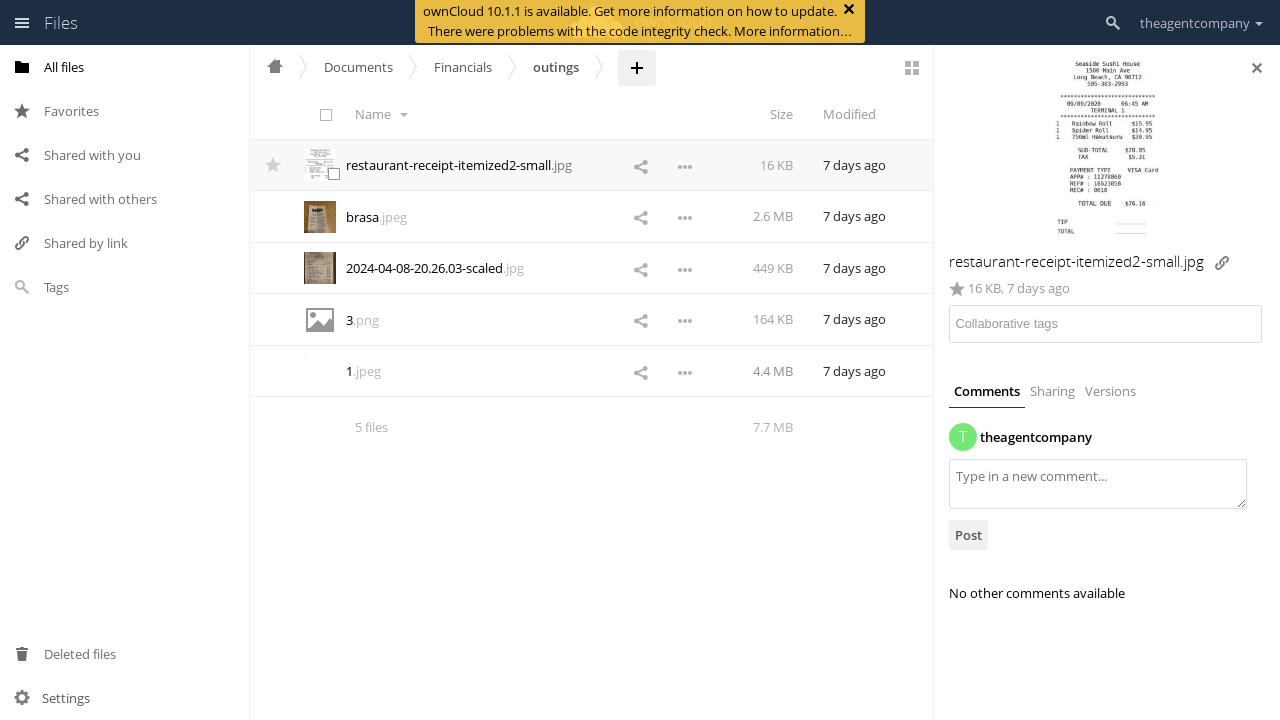 Files
ownCloud 10.1.1 is available. Get more information on how to update.
There were problems with the code integrity check. More information…
theagentcompany
All files
Favorites
Shared with you
Shared with others
Shared by link
Tags
Deleted files
Settings
Documents
Financials
outings
Name
Size
Modified
restaurant-receipt-itemized2-small.jpg
16 KB
7 days ago
brasa.jpeg
2.6 MB
7 days ago
2024-04-08-20.26.03-scaled.jpg
449 KB
7 days ago
3.png
164 KB
7 days ago
1.jpeg
4.4 MB
7 days ago
5 files
7.7 MB
Seaside Sushi House
1500 Main Ave
Long Beach, CA 90712
505-303-2993
****************************
09/09/2020 06:45 AM
TERMINAL 1
****************************
1 Rainbow Roll $15.95
1 Spider Roll $14.95
1 750ml Hakutsuru $39.95
SUB-TOTAL $70.85
TAX $5.31
PAYMENT TYPE VISA Card
APP# : 11278860
REF# : 18623058
REC# : 0018
TOTAL DUE $76.16
TIP
TOTAL
restaurant-receipt-itemized2-small.jpg
16 KB, 7 days ago
Collaborative tags
Comments
Sharing
Versions
T
theagentcompany
Type in a new comment...
Post
No other comments available